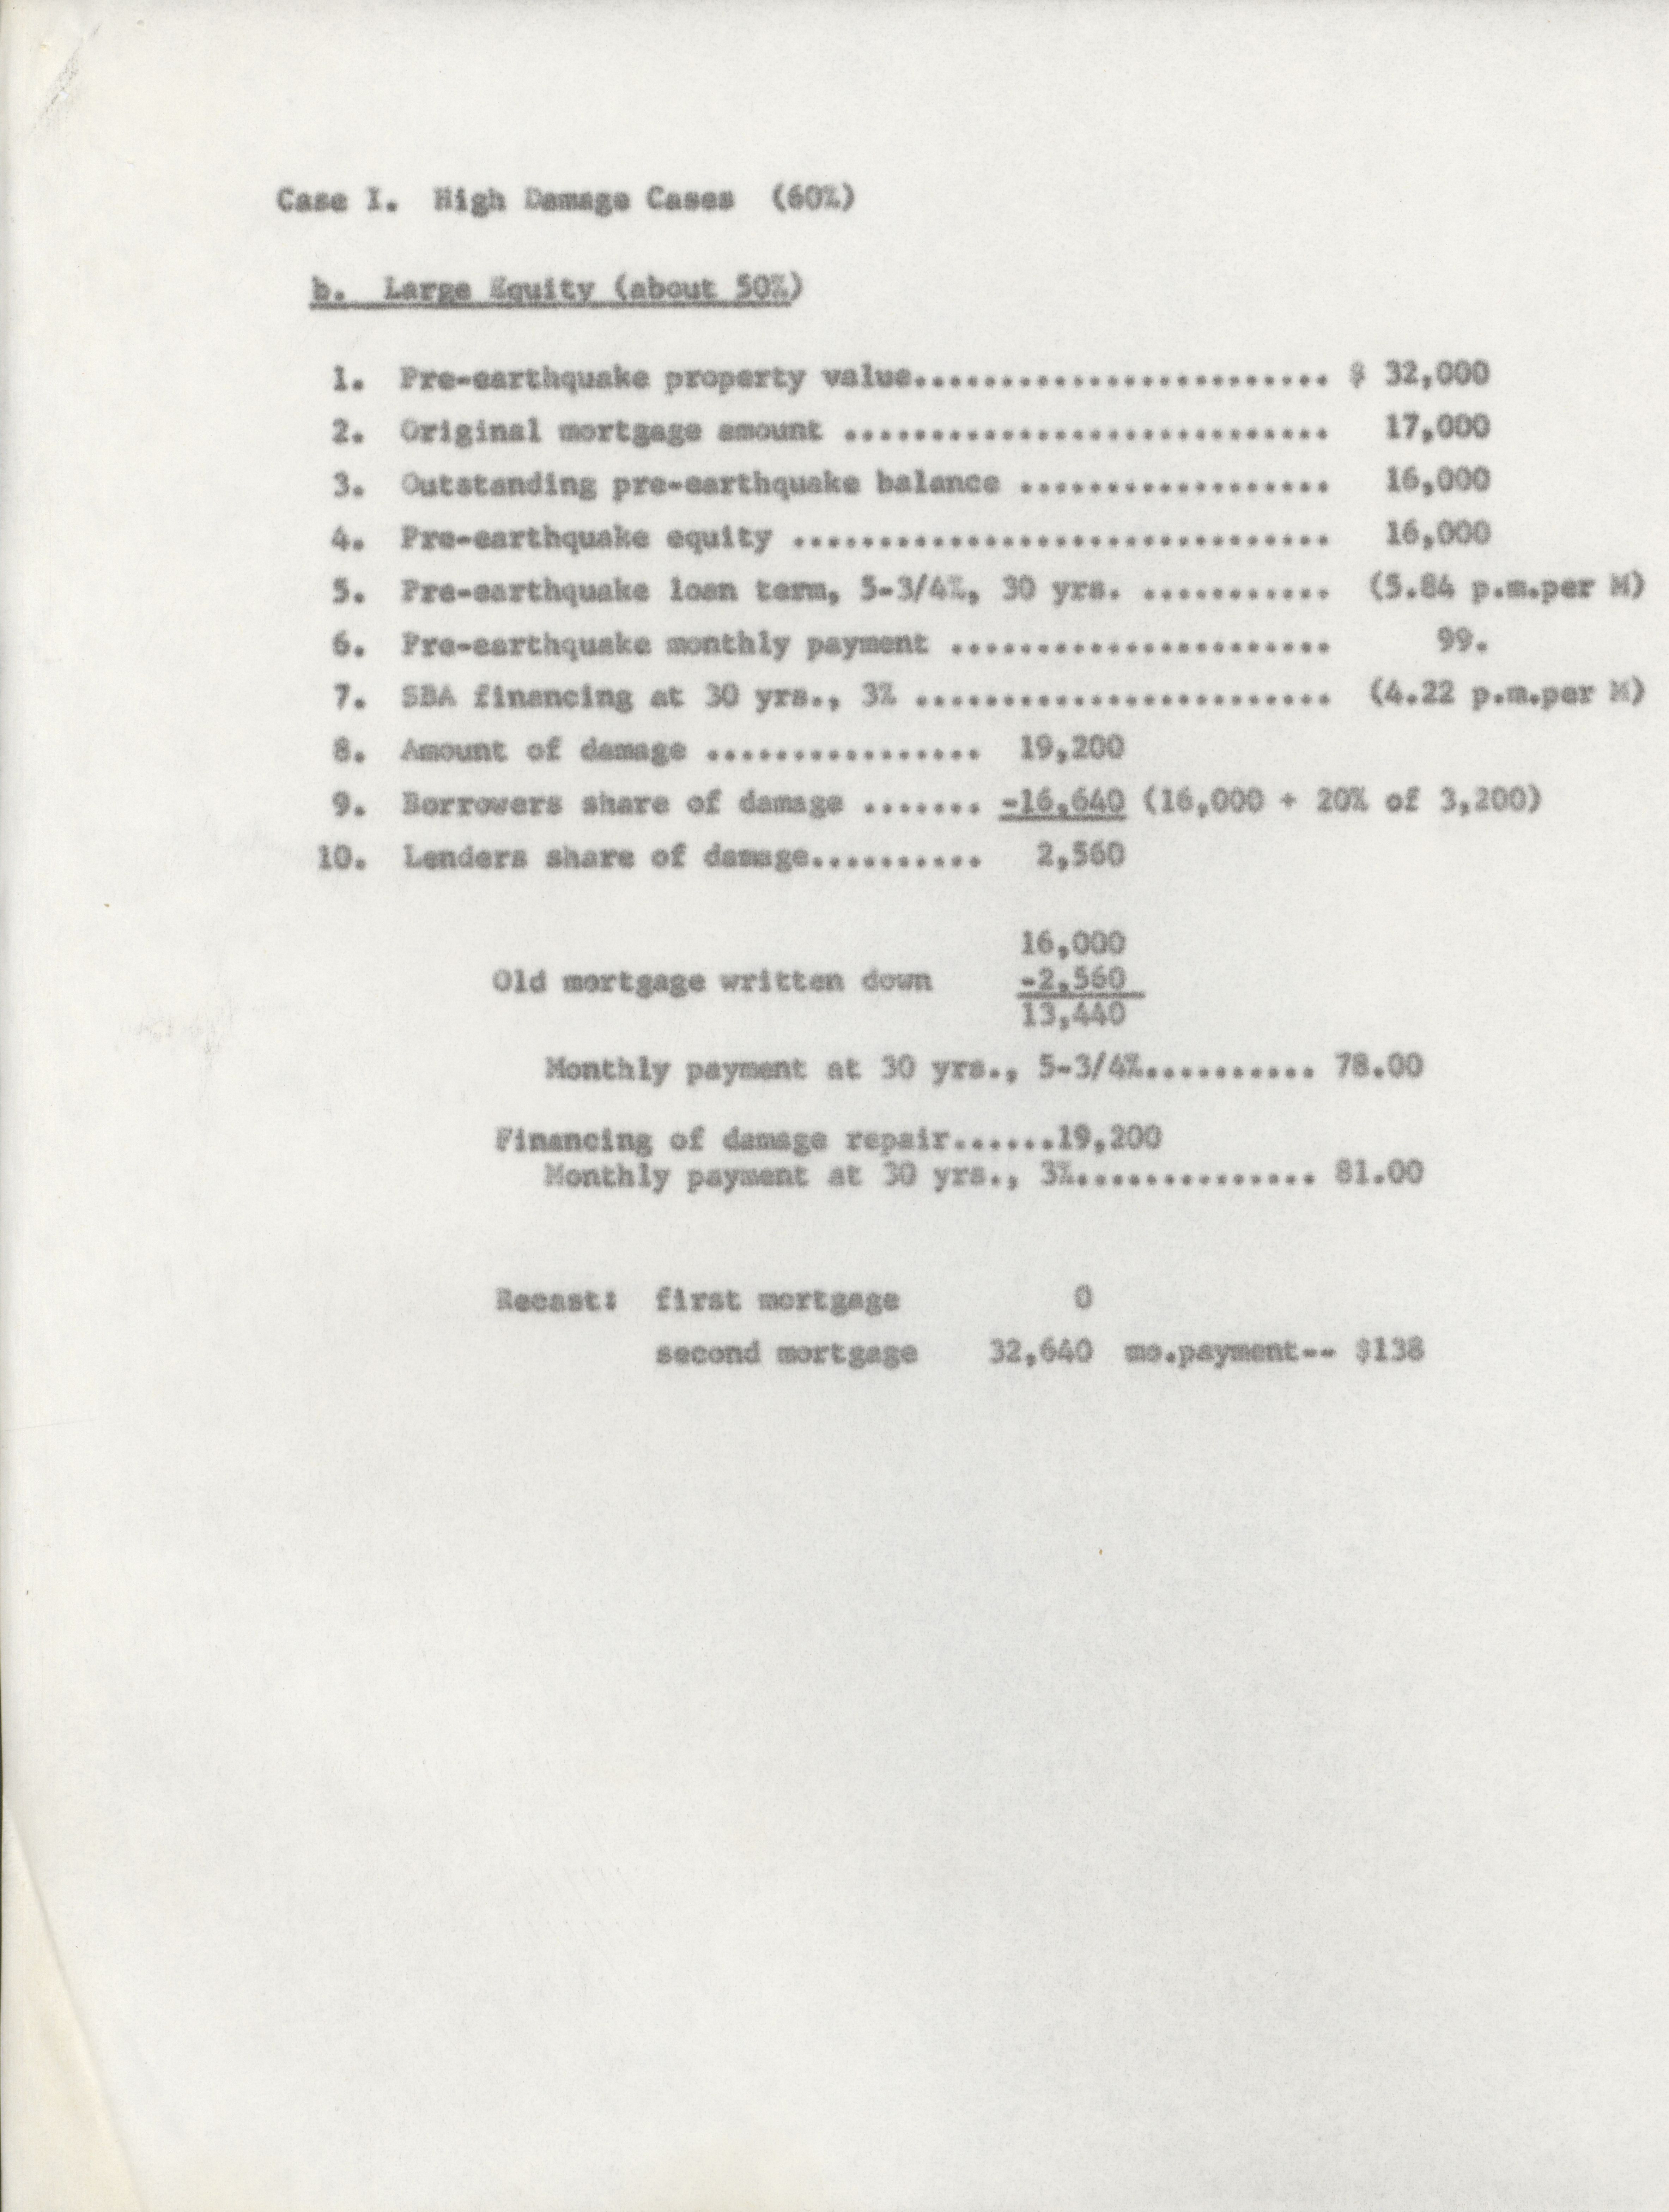 Case I. High Damage Cases (60%)
b. Large Equity (about 50%)
1. Pre-earthquake property value........................ $ 32,000
2. Original mortgage amount ............................ 17,000
3. Outstanding pre-earthquake balance .................. 16,000
4. Pre-earthquake equity ............................... 16,000
5. Pre-earthquake loan term, 5-3/4%, 30 yrs. ........... (5.84 p.m.per M)
6. Pre-earthquake monthly payment ...................... 99.
7. SBA financing at 30 yrs., 3% ........................ (4.22 p.m.per M)
8. Amount of damage ................ 19,200
9. Borrowers share of damage ....... -16,640 (16,000 + 20% of 3,200)
10. Lenders share of damage.......... 2,560
16,000
Old mortgage written down -2,560
13,440
Monthly payment at 30 yrs., 5-3/4%.......... 78.00
Financing of damage repair......19,200
Monthly payment at 30 yrs., 3%.............. 81.00
Recast: first mortgage 0
second mortgage 32,640 mo.payment-- $138